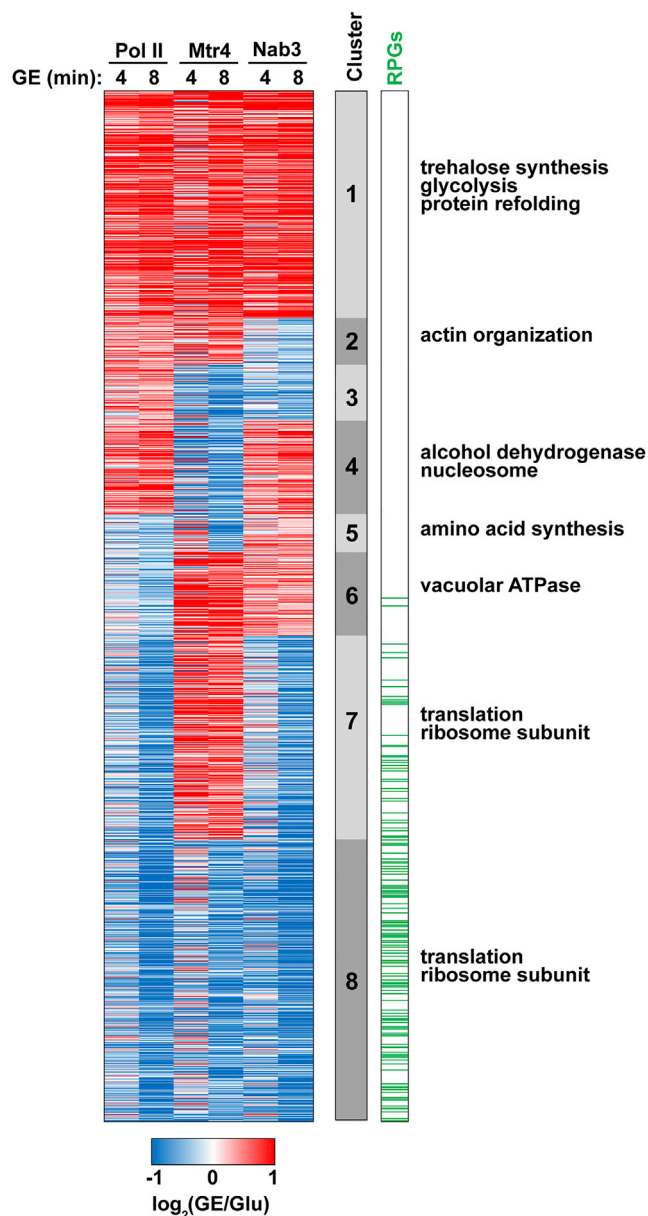 Pol II Mtr4 Nab3 Cluster RPGs
GE (min): 4 8 4 8 4 8
1
trehalose synthesis
glycolysis
protein refolding
2
actin organization
3
4
alcohol dehydrogenase
nucleosome
5
amino acid synthesis
6
vacuolar ATPase
7
translation
ribosome subunit
8
translation
ribosome subunit
-1 0 1
log₂(GE/Glu)